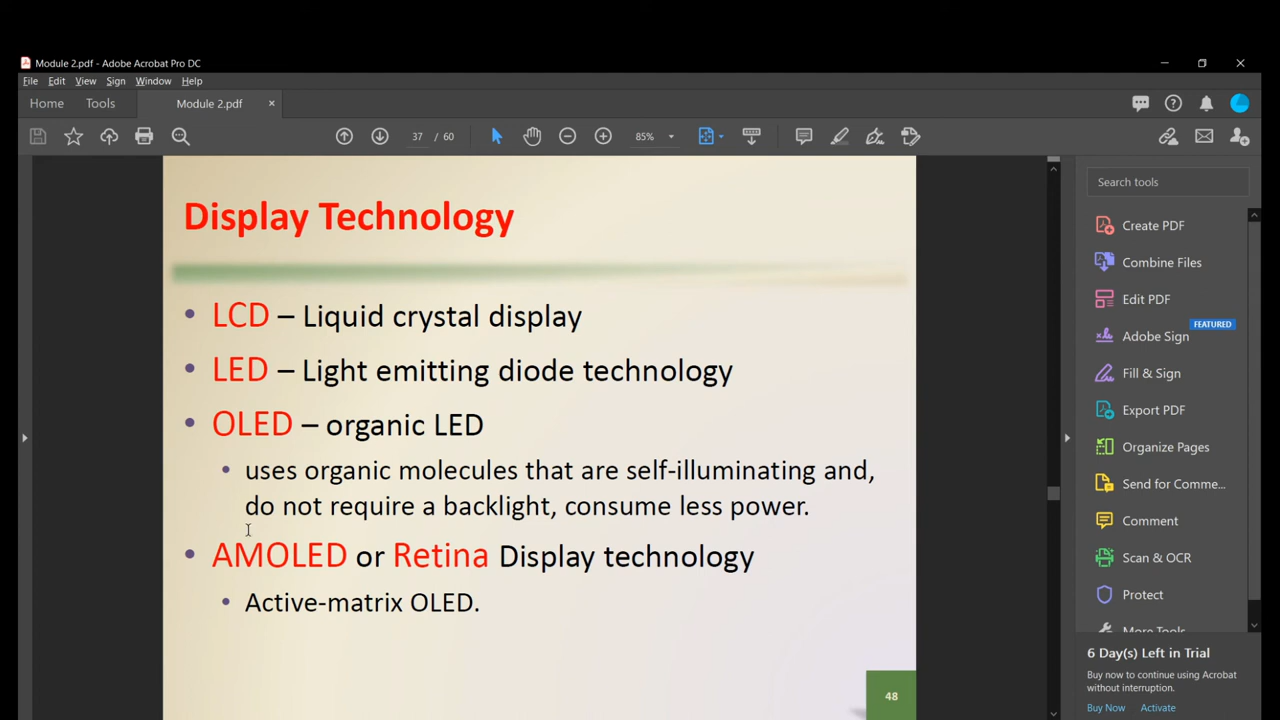 Module 2.pdf - Adobe Acrobat Pro DC
File Edit View Sign Window Help
Home Tools Module 2.pdf ×
37 / 60 85%
Search tools
Display Technology
• LCD – Liquid crystal display
• LED – Light emitting diode technology
• OLED – organic LED
• uses organic molecules that are self-illuminating and,
do not require a backlight, consume less power.
• AMOLED or Retina Display technology
• Active-matrix OLED.
48
Create PDF
Combine Files
Edit PDF
FEATURED
Adobe Sign
Fill & Sign
Export PDF
Organize Pages
Send for Comme...
Comment
Scan & OCR
Protect
More Tools
6 Day(s) Left in Trial
Buy now to continue using Acrobat
without interruption.
Buy Now Activate